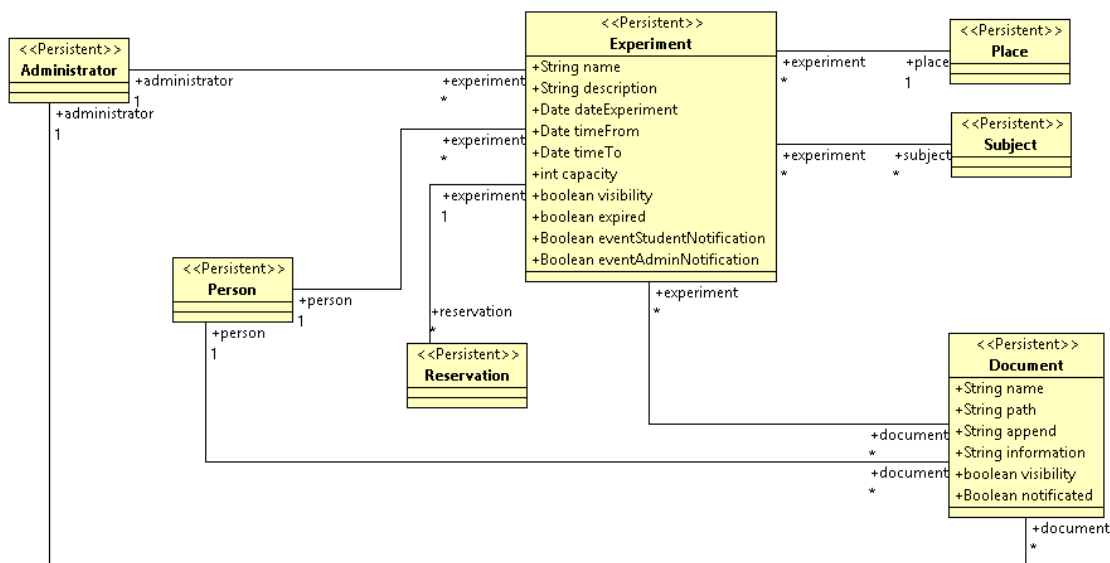 <<Persistent>>
Administrator
+administrator
1
+administrator
1
<<Persistent>>
Experiment
+String name
+String description
+Date dateExperiment
+Date timeFrom
+Date timeTo
+int capacity
+boolean visibility
+boolean expired
+Boolean eventStudentNotification
+Boolean eventAdminNotification
+experiment
*
+experiment
*
+experiment
1
+experiment
*
+place
1
<<Persistent>>
Place
+experiment
*
+subject
*
<<Persistent>>
Subject
<<Persistent>>
Person
+person
1
+person
1
+reservation
*
<<Persistent>>
Reservation
+experiment
*
<<Persistent>>
Document
+String name
+String path
+String append
+String information
+boolean visibility
+Boolean notificated
+document
*
+document
*
+document
*